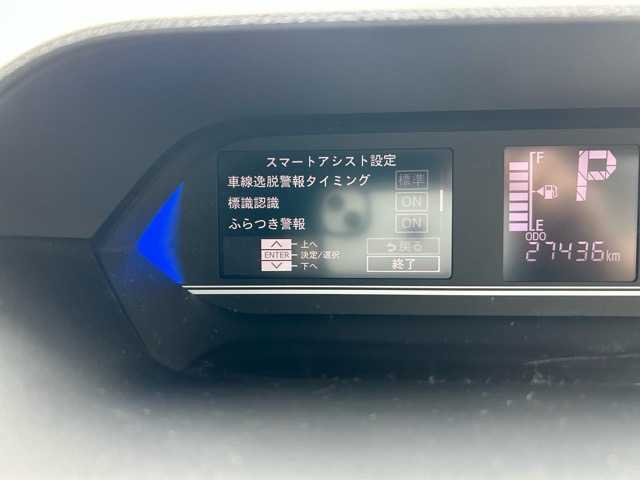 スマートアシスト設定
車線逸脱警報タイミング 標準
標識認識 ON
ふらつき警報 ON
上へ
ENTER 決定/選択 戻る
下へ 終了
F
P
E
ODO
27436km